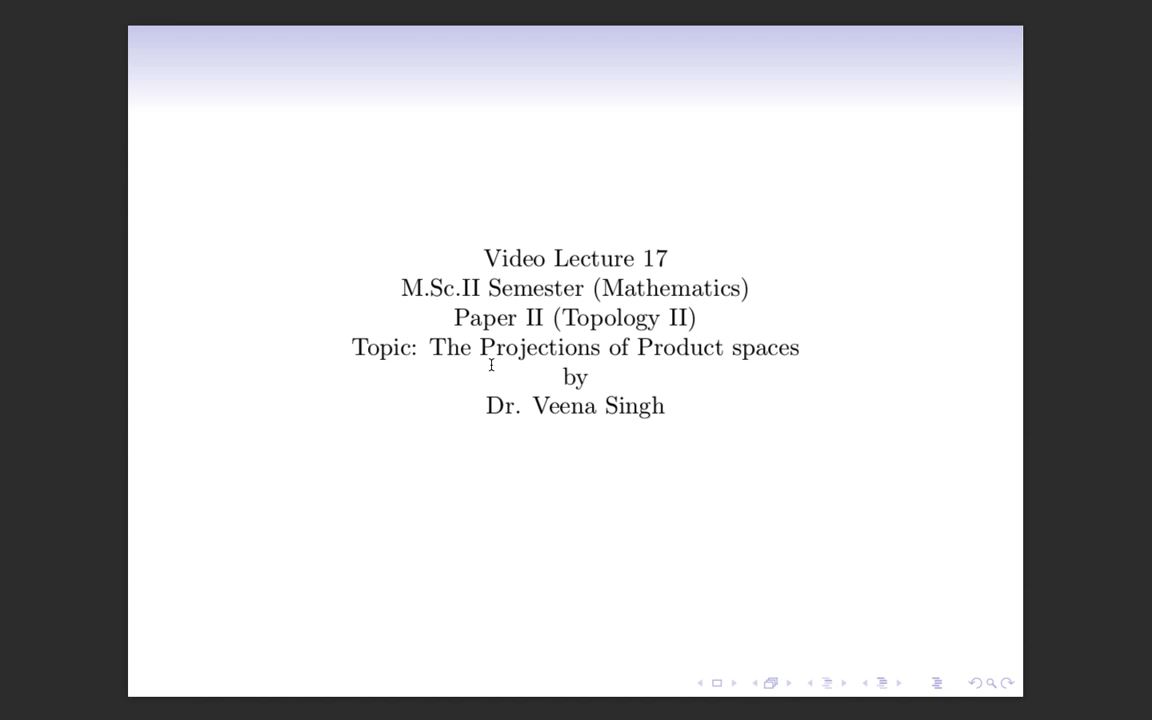 Video Lecture 17
M.Sc.II Semester (Mathematics)
Paper II (Topology II)
Topic: The Projections of Product spaces
by
Dr. Veena Singh